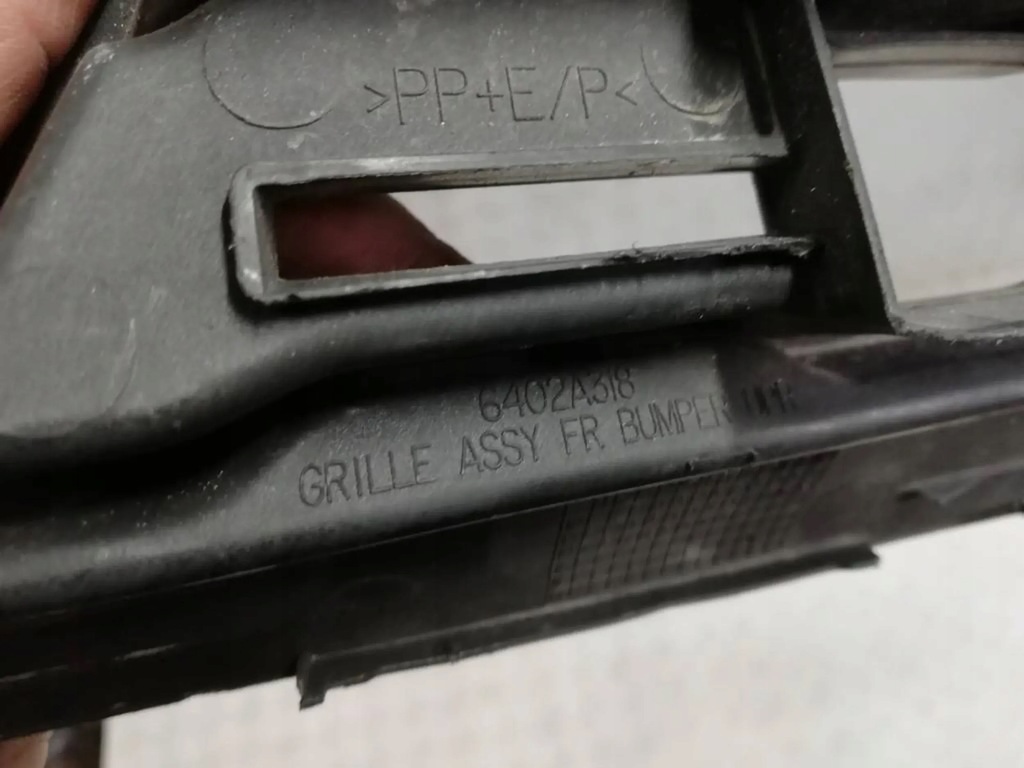 >PP+E/P<
6402A318
GRILLE ASSY FR BUMPER